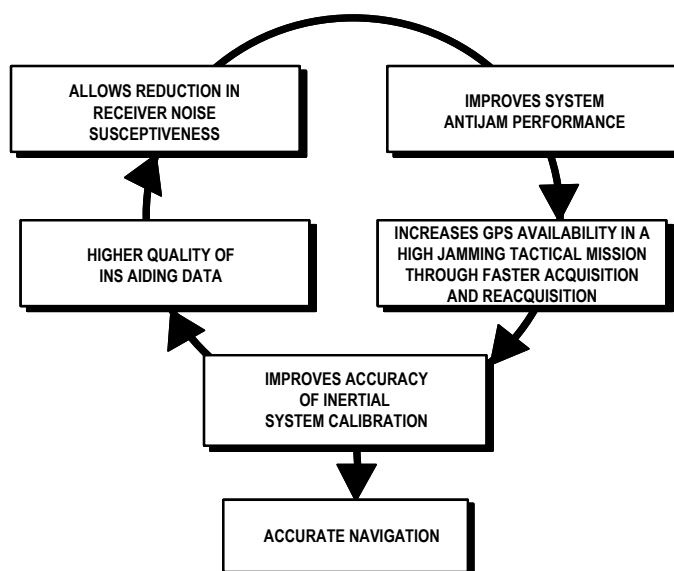 ALLOWS REDUCTION IN
RECEIVER NOISE
SUSCEPTIVENESS
IMPROVES SYSTEM
ANTIJAM PERFORMANCE
HIGHER QUALITY OF
INS AIDING DATA
INCREASES GPS AVAILABILITY IN A
HIGH JAMMING TACTICAL MISSION
THROUGH FASTER ACQUISITION
AND REACQUISITION
IMPROVES ACCURACY
OF INERTIAL
SYSTEM CALIBRATION
ACCURATE NAVIGATION